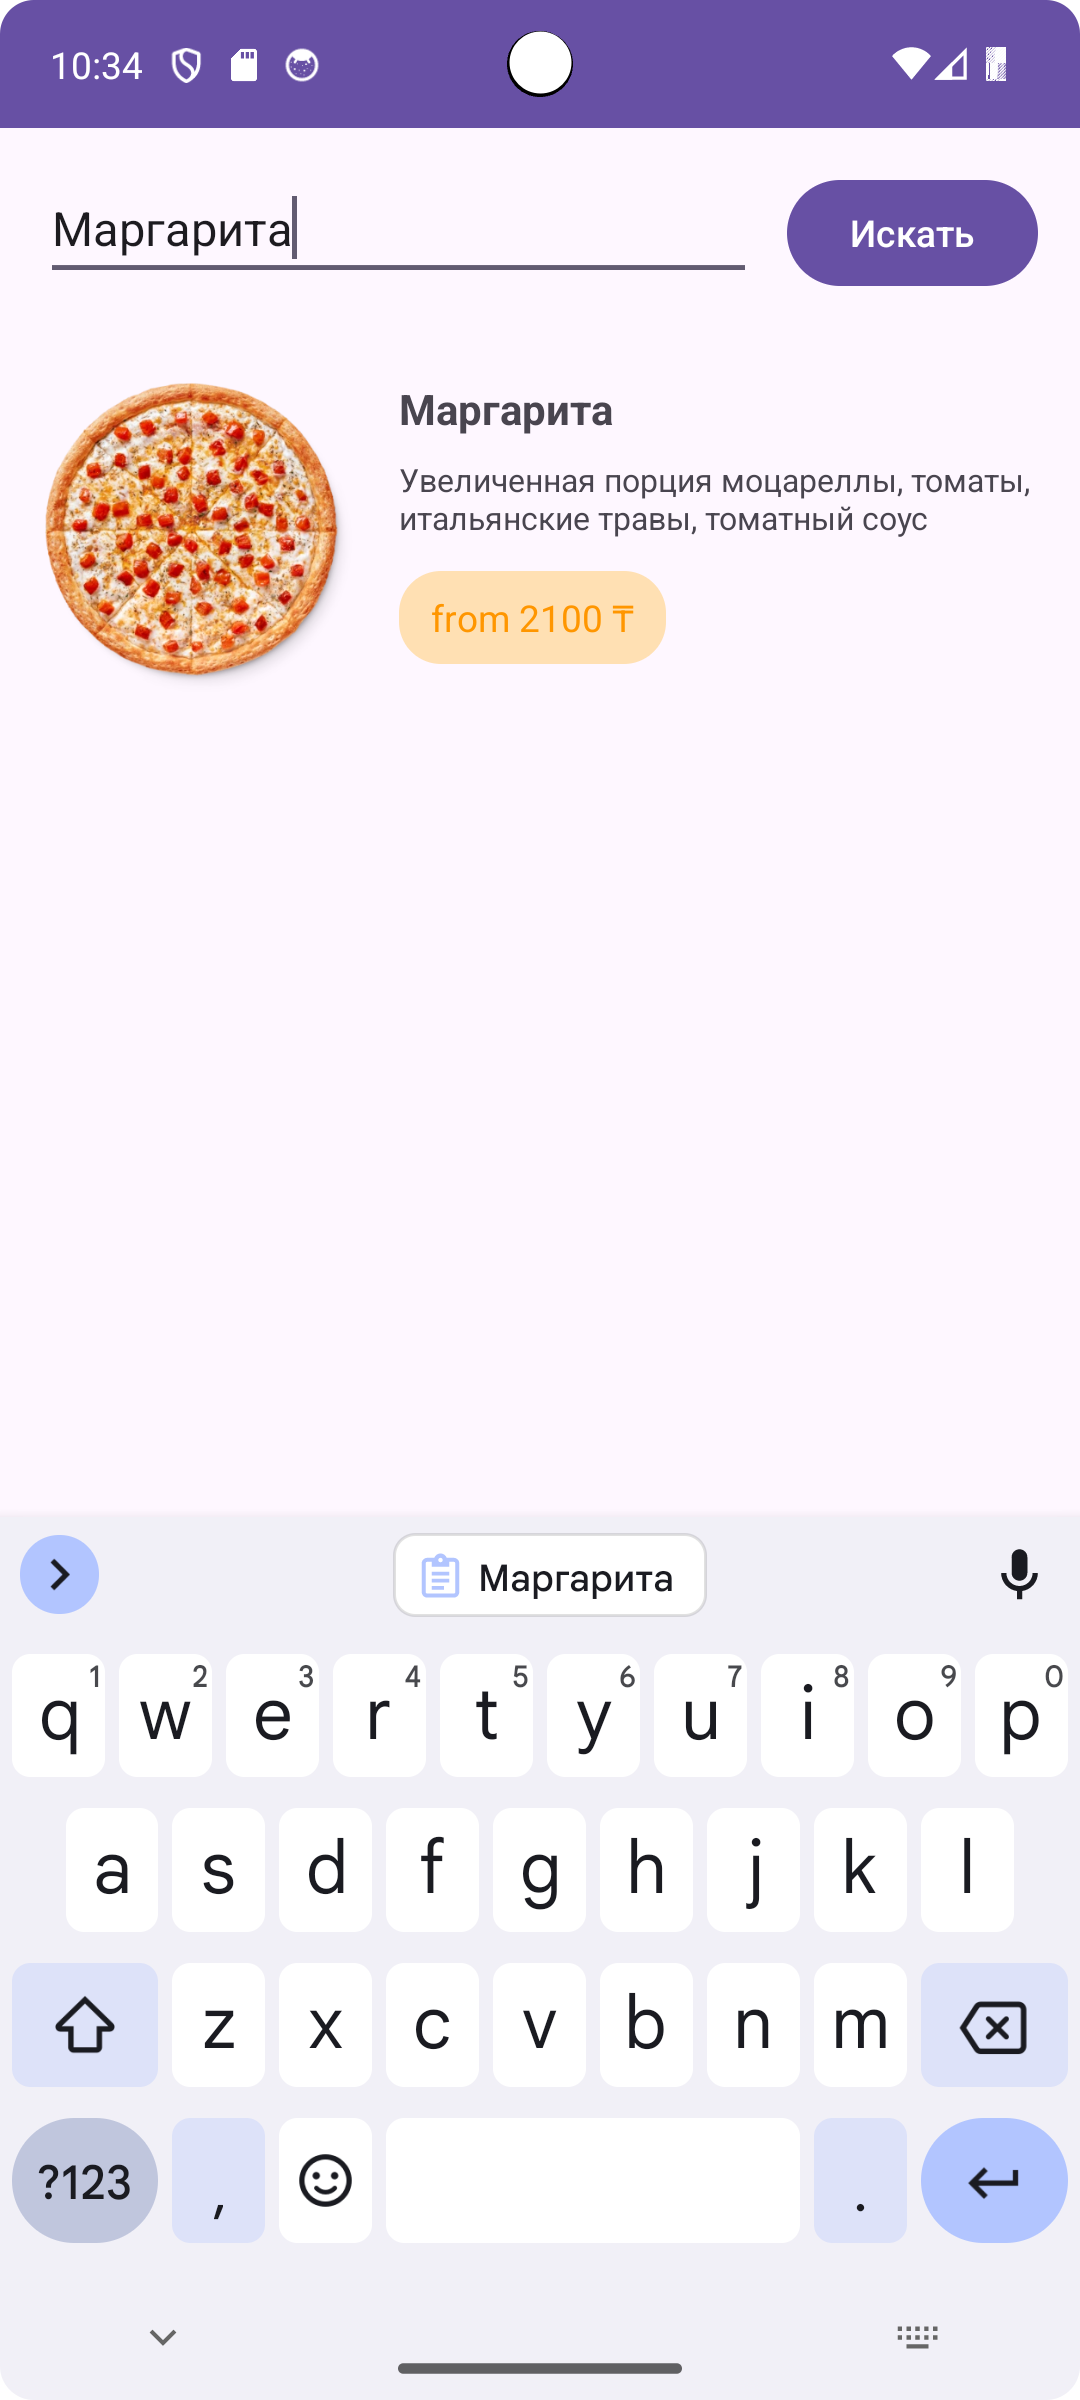 10:34
Маргарита
Искать
Маргарита
Увеличенная порция моцареллы, томаты,
итальянские травы, томатный соус
from 2100 ₸
Маргарита
q 1 w 2 e 3 r 4 t 5 y 6 u 7 i 8 o 9 p 0
a s d f g h j k l
z x c v b n m
?123 , .